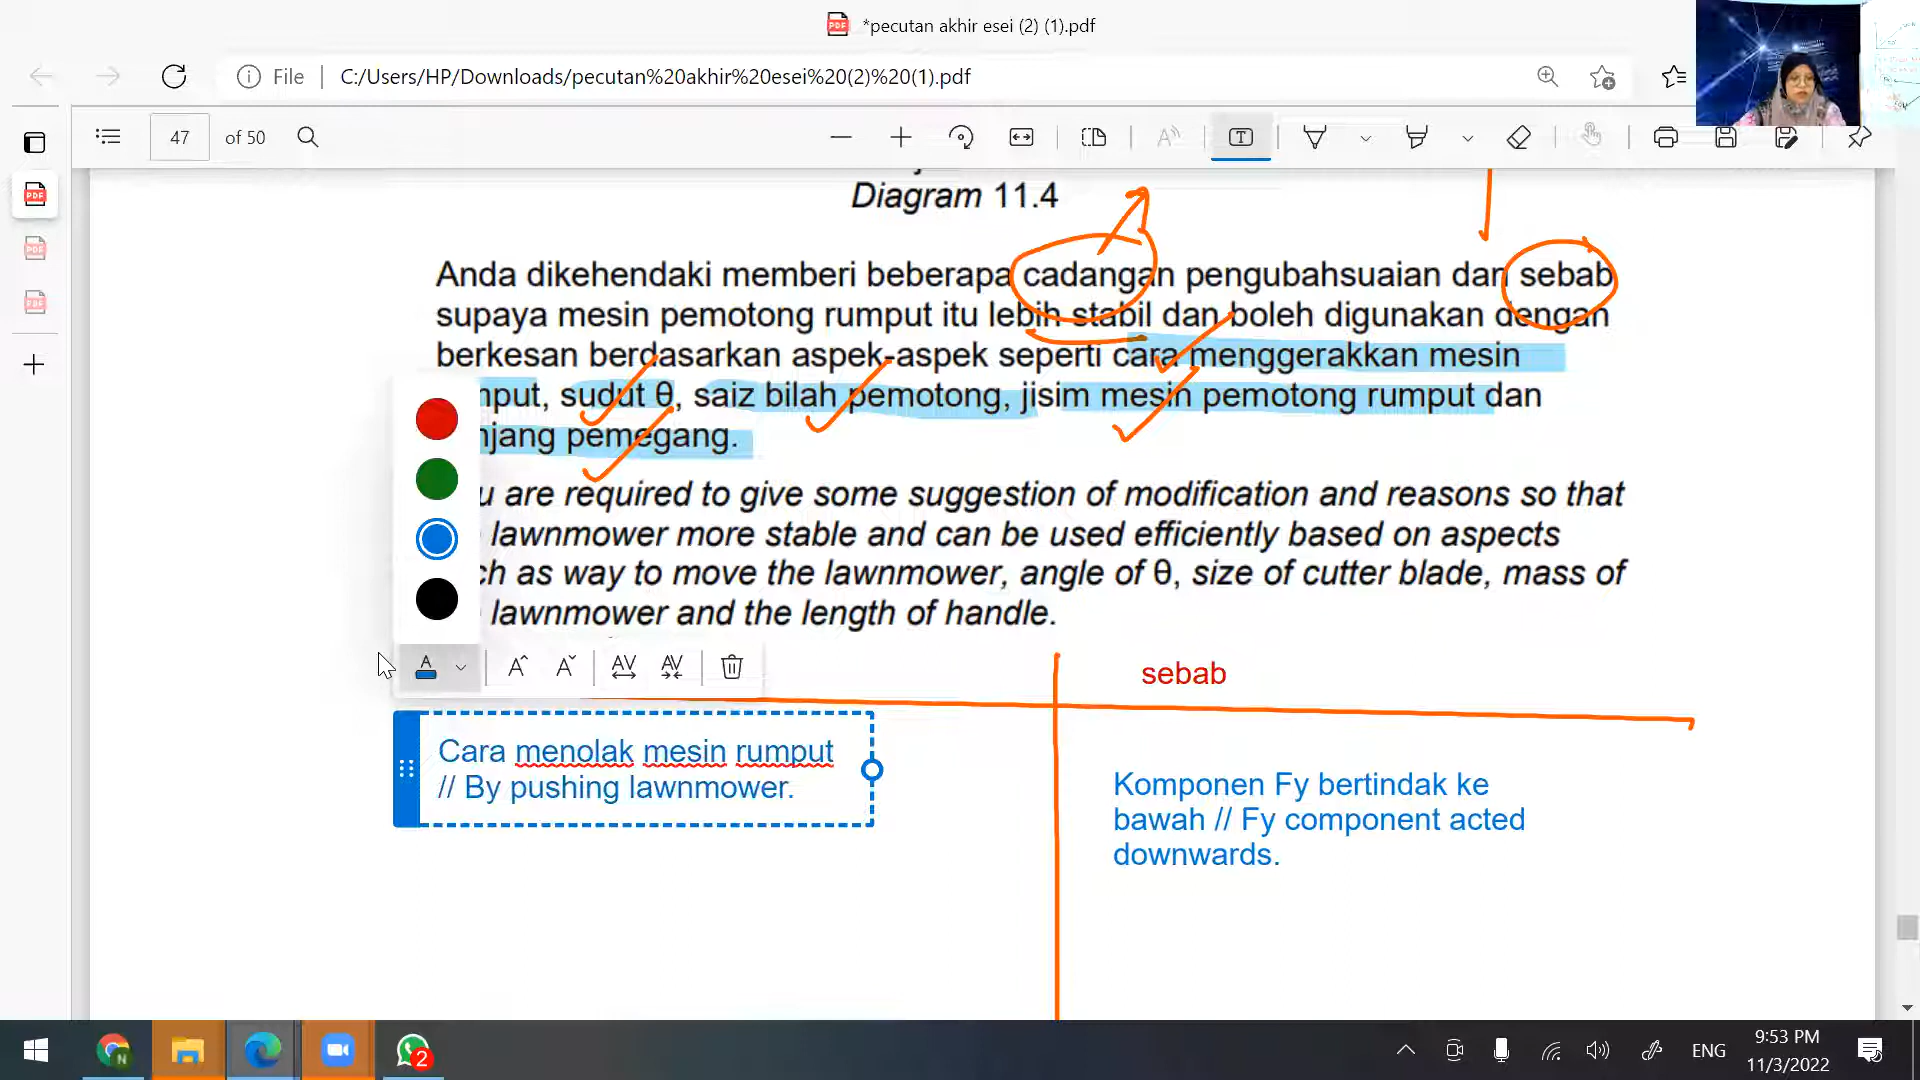 *pecutan akhir esei (2) (1).pdf
File
C:/Users/HP/Downloads/pecutan%20akhir%20esei%20(2)%20(1).pdf
47 of 50
Diagram 11.4
Anda dikehendaki memberi beberapa cadangan pengubahsuaian dan sebab
supaya mesin pemotong rumput itu lebih stabil dan boleh digunakan dengan
berkesan berdasarkan aspek-aspek seperti cara menggerakkan mesin
mput, sudut θ, saiz bilah pemotong, jisim mesin pemotong rumput dan
njang pemegang.
u are required to give some suggestion of modification and reasons so that
lawnmower more stable and can be used efficiently based on aspects
ch as way to move the lawnmower, angle of θ, size of cutter blade, mass of
lawnmower and the length of handle.
sebab
Cara menolak mesin rumput
// By pushing lawnmower.
Komponen Fy bertindak ke
bawah // Fy component acted
downwards.
2
ENG
9:53 PM
11/3/2022